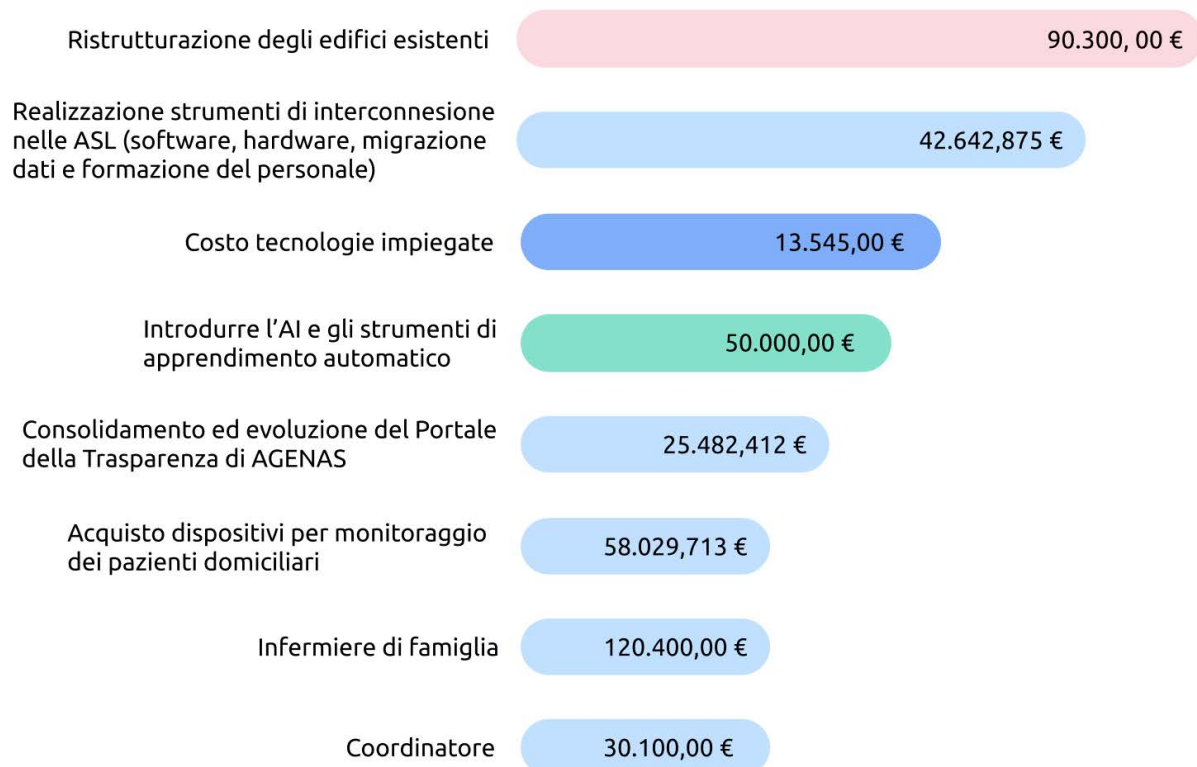 Ristrutturazione degli edifici esistenti
90.300, 00 €
Realizzazione strumenti di interconnesione
nelle ASL (software, hardware, migrazione
dati e formazione del personale)
42.642,875 €
Costo tecnologie impiegate
13.545,00 €
Introdurre l’AI e gli strumenti di
apprendimento automatico
50.000,00 €
Consolidamento ed evoluzione del Portale
della Trasparenza di AGENAS
25.482,412 €
Acquisto dispositivi per monitoraggio
dei pazienti domiciliari
58.029,713 €
Infermiere di famiglia
120.400,00 €
Coordinatore
30.100,00 €